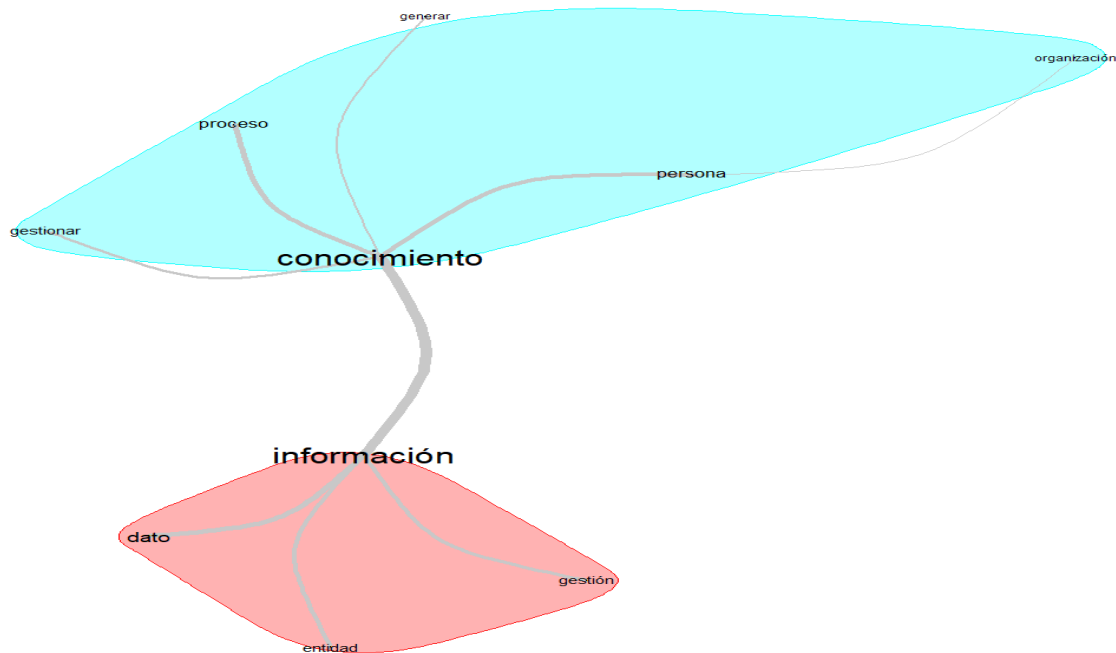 generar
organización
proceso
persona
gestionar
conocimiento
información
dato
gestión
entidad